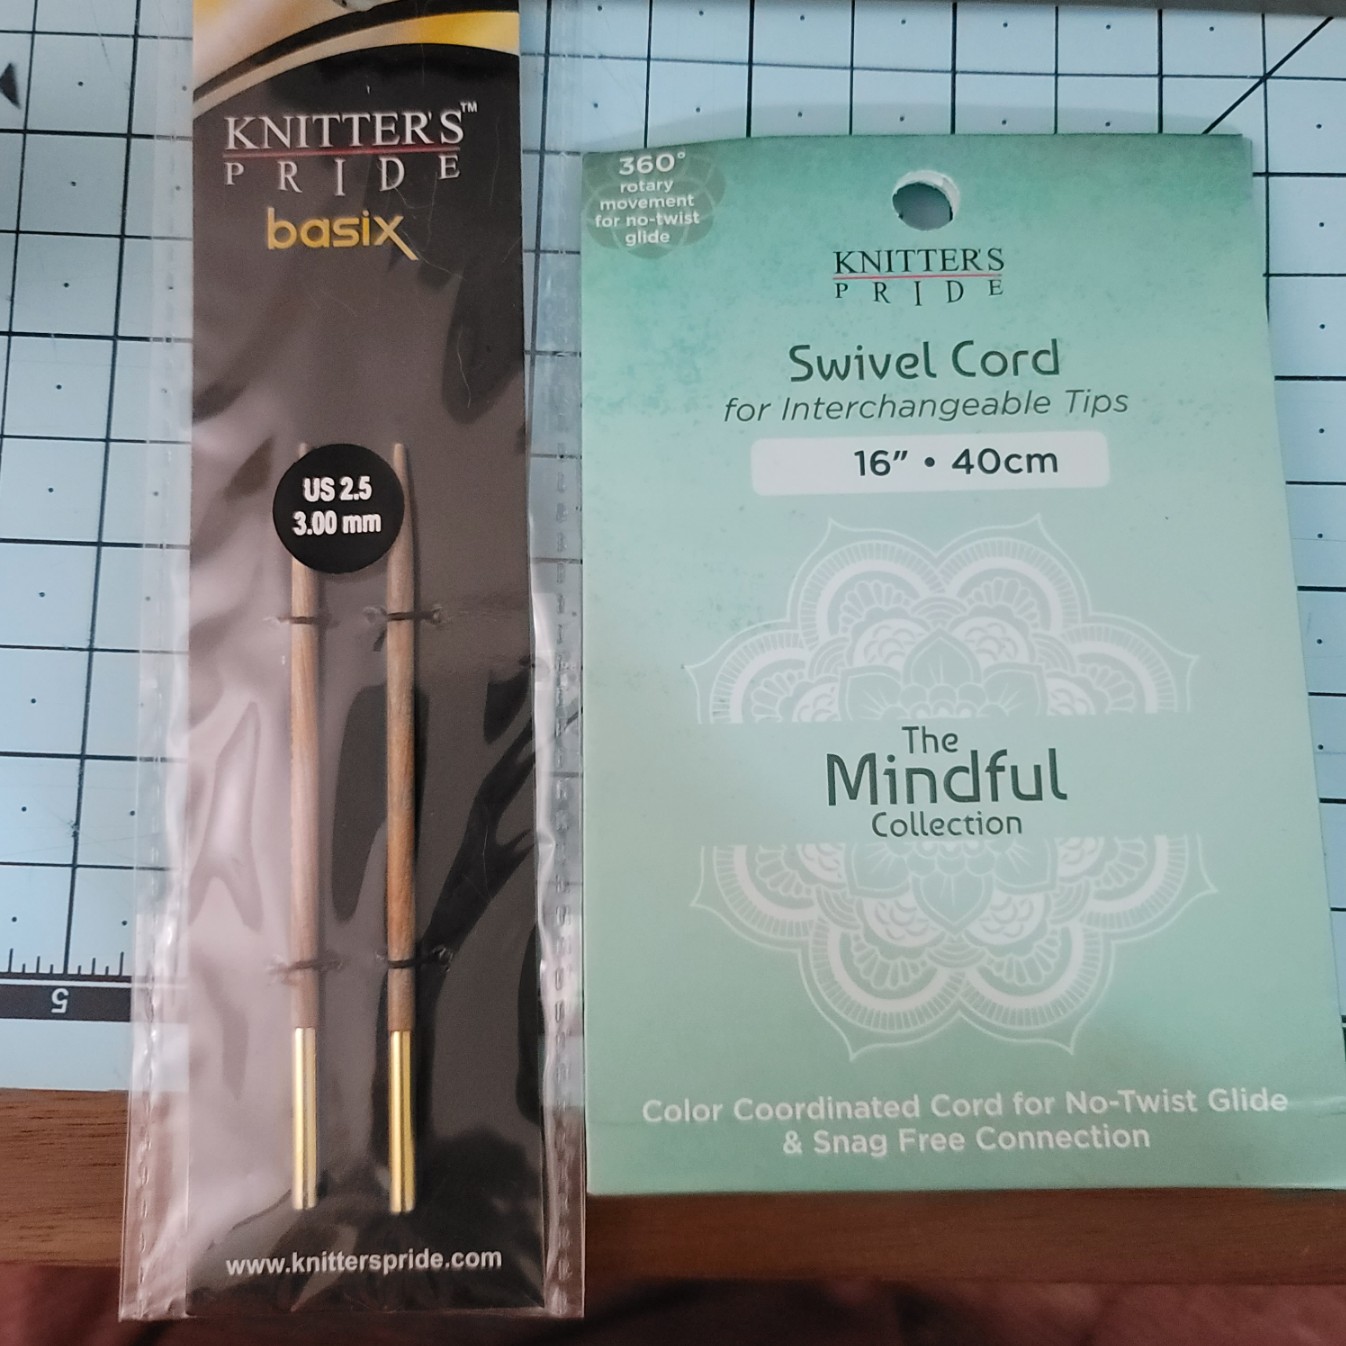 KNITTER'S™
PRIDE
basix
US 2.5
3.00 mm
www.knitterspride.com
360°
rotary
movement
for no-twist
glide
KNITTER'S
PRIDE
Swivel Cord
for Interchangeable Tips
16” • 40cm
The
Mindful
Collection
Color Coordinated Cord for No-Twist Glide
& Snag Free Connection
5